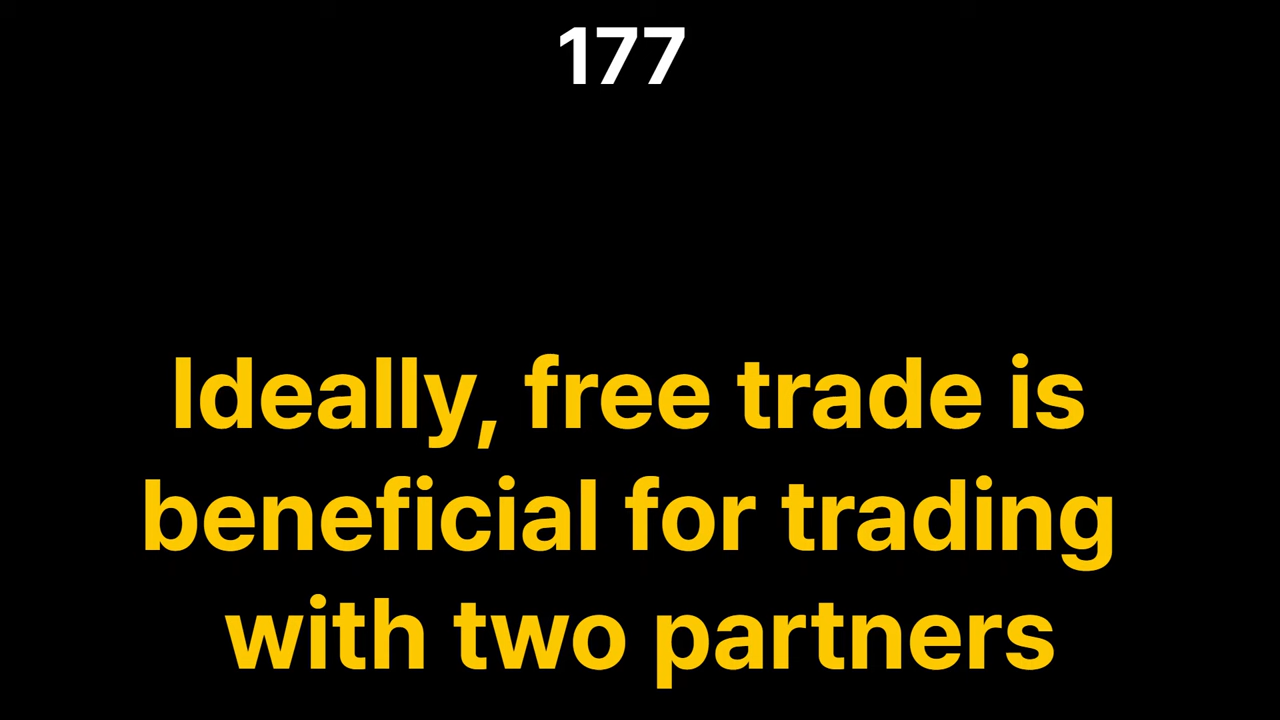 177
Ideally, free trade is
beneficial for trading
with two partners